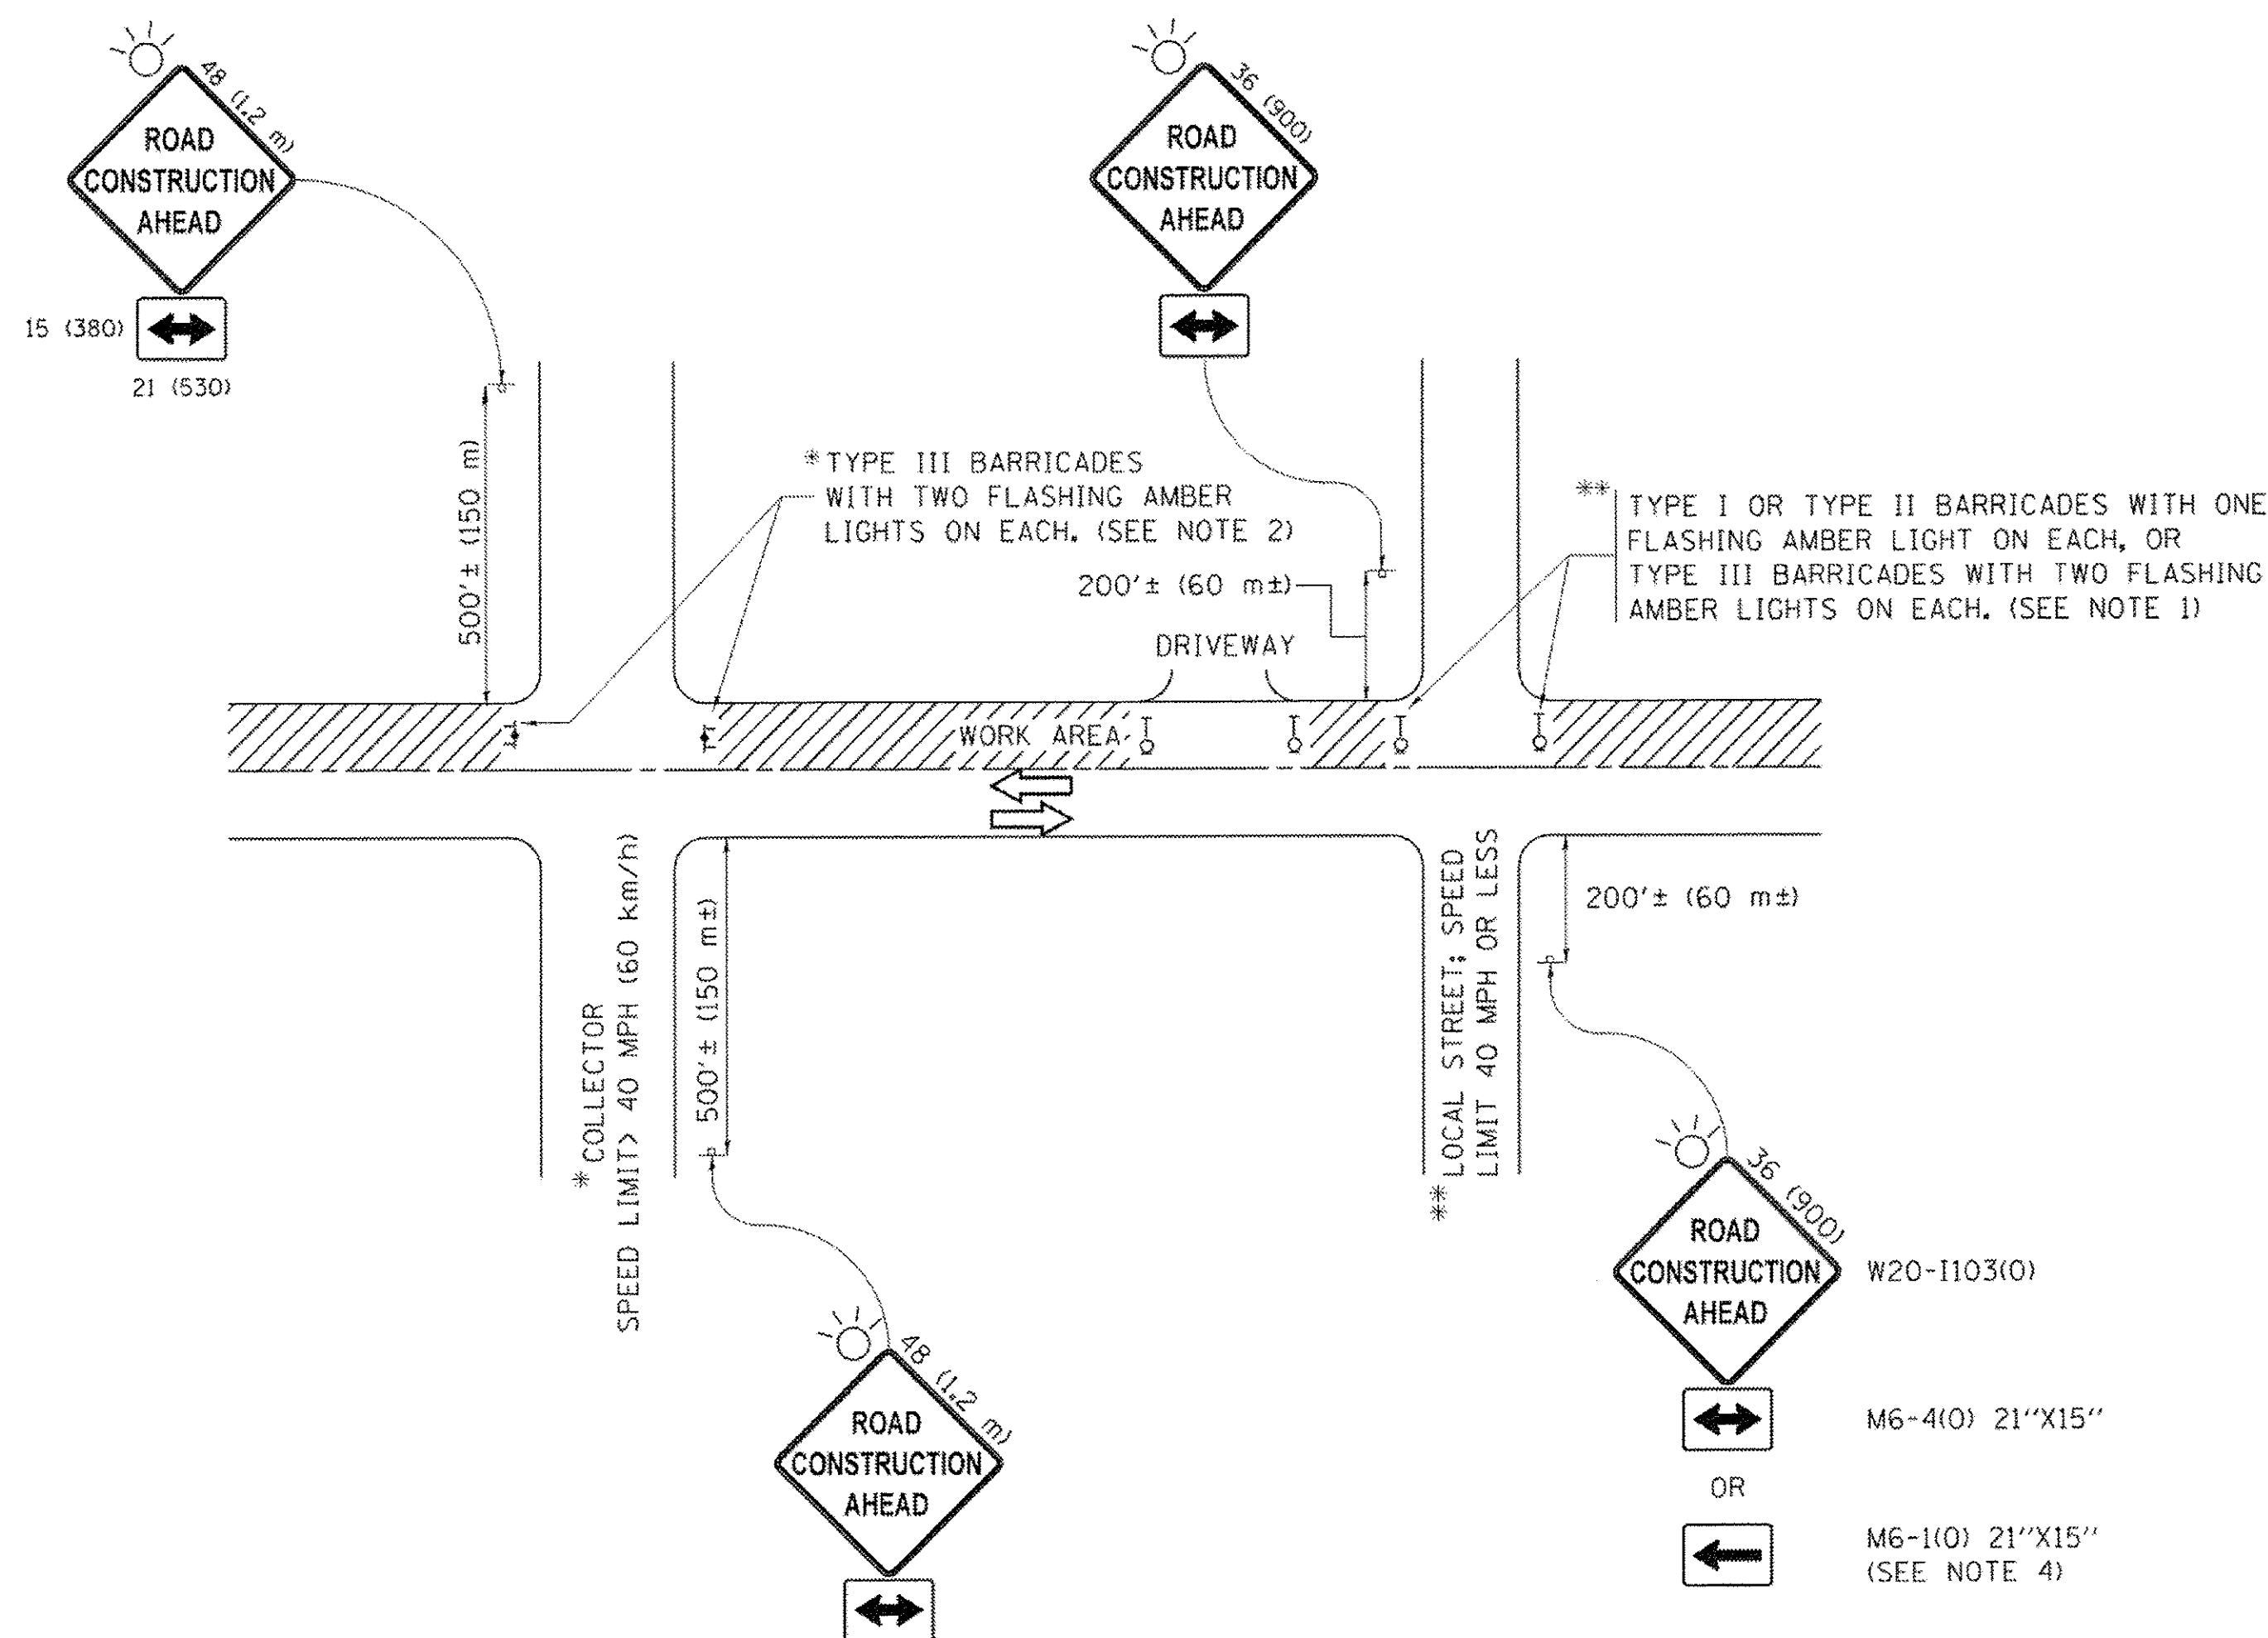 48 (1.2 m)
ROAD
CONSTRUCTION
AHEAD
15 (380)
21 (530)
500'± (150 m)
36 (900)
ROAD
CONSTRUCTION
AHEAD
* TYPE III BARRICADES
WITH TWO FLASHING AMBER
LIGHTS ON EACH. (SEE NOTE 2)
200'± (60 m±)
DRIVEWAY
** TYPE I OR TYPE II BARRICADES WITH ONE
FLASHING AMBER LIGHT ON EACH, OR
TYPE III BARRICADES WITH TWO FLASHING
AMBER LIGHTS ON EACH. (SEE NOTE 1)
WORK AREA
* COLLECTOR
SPEED LIMIT> 40 MPH (60 km/h)
500'± (150 m±)
** LOCAL STREET; SPEED
LIMIT 40 MPH OR LESS
200'± (60 m±)
48 (1.2 m)
ROAD
CONSTRUCTION
AHEAD
36 (900)
ROAD
CONSTRUCTION
AHEAD
W20-I103(O)
M6-4(O) 21"X15"
OR
M6-1(O) 21"X15"
(SEE NOTE 4)